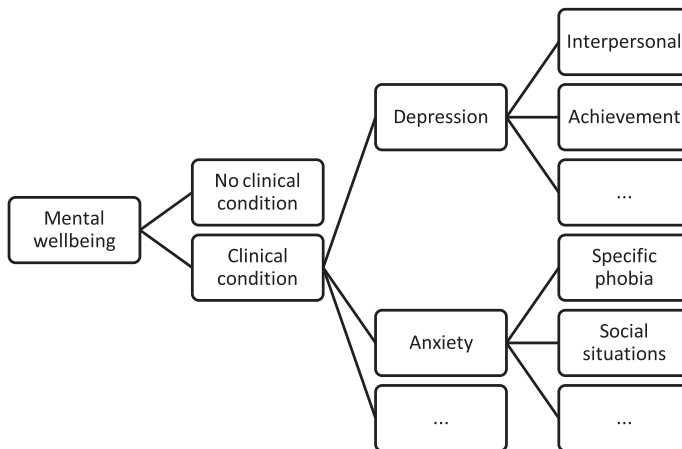 Mental
wellbeing
No clinical
condition
Clinical
condition
Depression
Anxiety
...
Interpersonal
Achievement
...
Specific
phobia
Social
situations
...